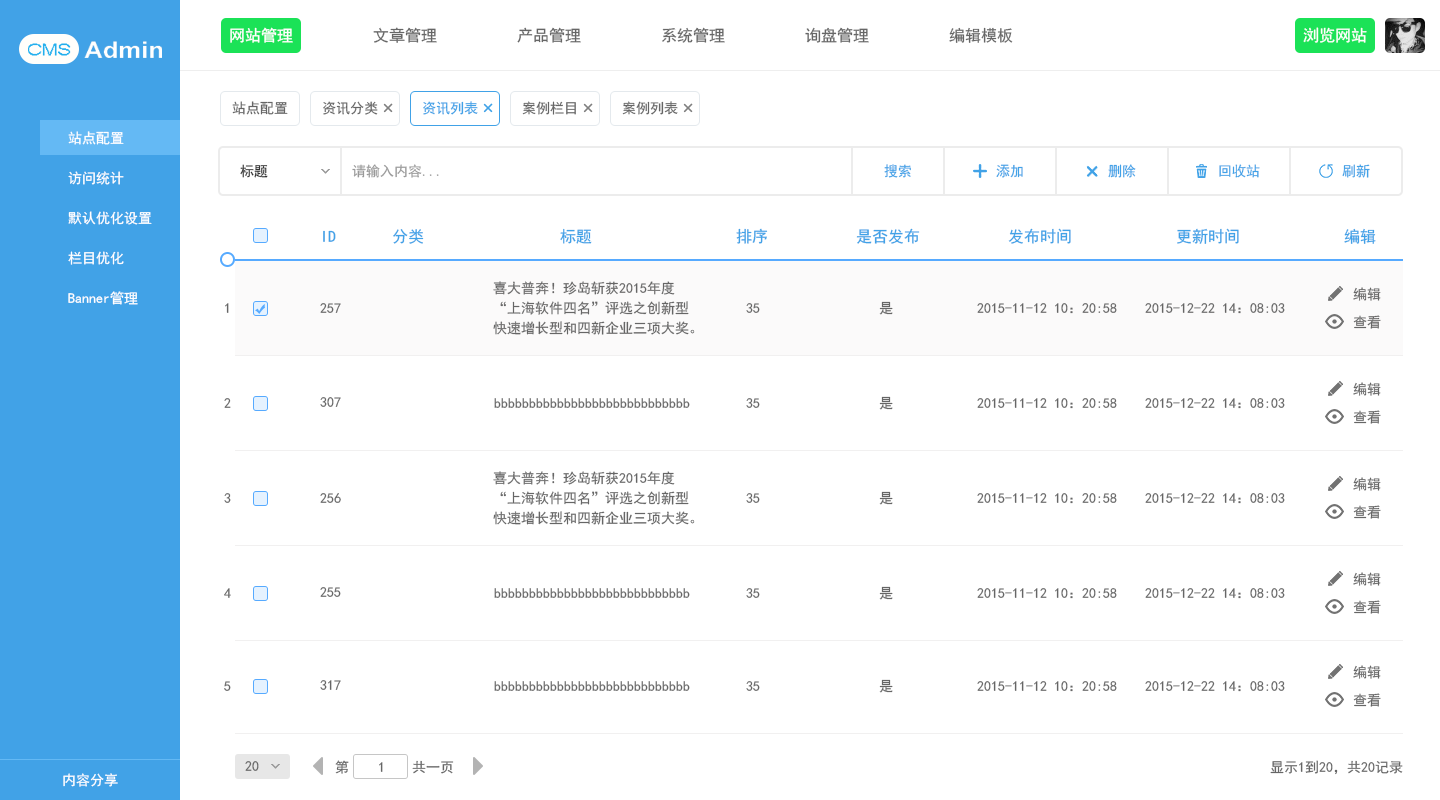 CMS Admin
网站管理 文章管理 产品管理 系统管理 询盘管理 编辑模板 浏览网站
站点配置
访问统计
默认优化设置
栏目优化
Banner管理
内容分享
站点配置 资讯分类 资讯列表 案例栏目 案例列表
标题 请输入内容... 搜索 添加 删除 回收站 刷新
ID 分类 标题 排序 是否发布 发布时间 更新时间 编辑
喜大普奔！珍岛斩获2015年度 编辑
1 257 “上海软件四名”评选之创新型 35 是 2015-11-12 10：20:58 2015-12-22 14：08:03
快速增长型和四新企业三项大奖。 查看
编辑
2 307 bbbbbbbbbbbbbbbbbbbbbbbbbbbb 35 是 2015-11-12 10：20:58 2015-12-22 14：08:03
查看
喜大普奔！珍岛斩获2015年度 编辑
3 256 “上海软件四名”评选之创新型 35 是 2015-11-12 10：20:58 2015-12-22 14：08:03
快速增长型和四新企业三项大奖。 查看
编辑
4 255 bbbbbbbbbbbbbbbbbbbbbbbbbbbb 35 是 2015-11-12 10：20:58 2015-12-22 14：08:03
查看
编辑
5 317 bbbbbbbbbbbbbbbbbbbbbbbbbbbb 35 是 2015-11-12 10：20:58 2015-12-22 14：08:03
查看
20 第 1 共一页 显示1到20，共20记录